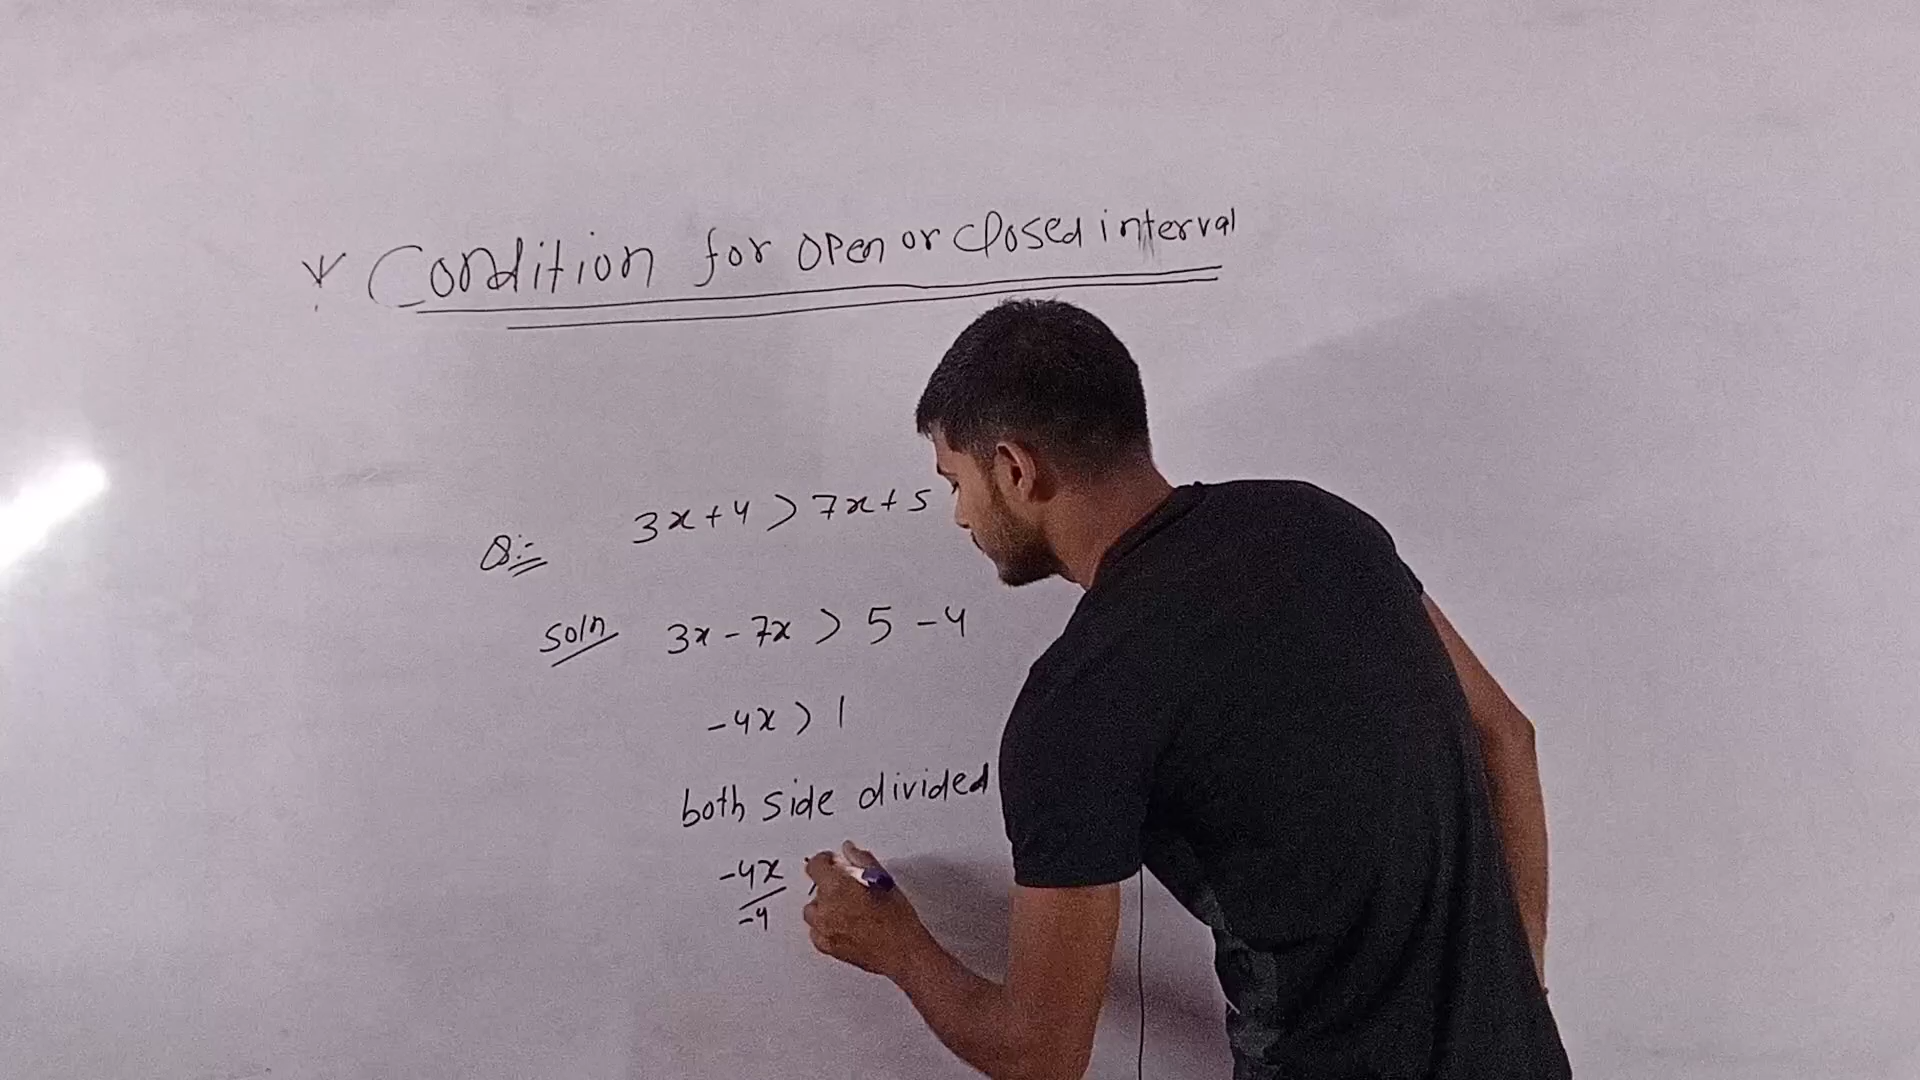 * Condition for open or closed interval
Q:- 3x+4 > 7x+5
Soln 3x - 7x > 5 - 4
-4x > 1
both side divided
-4x/-4 >